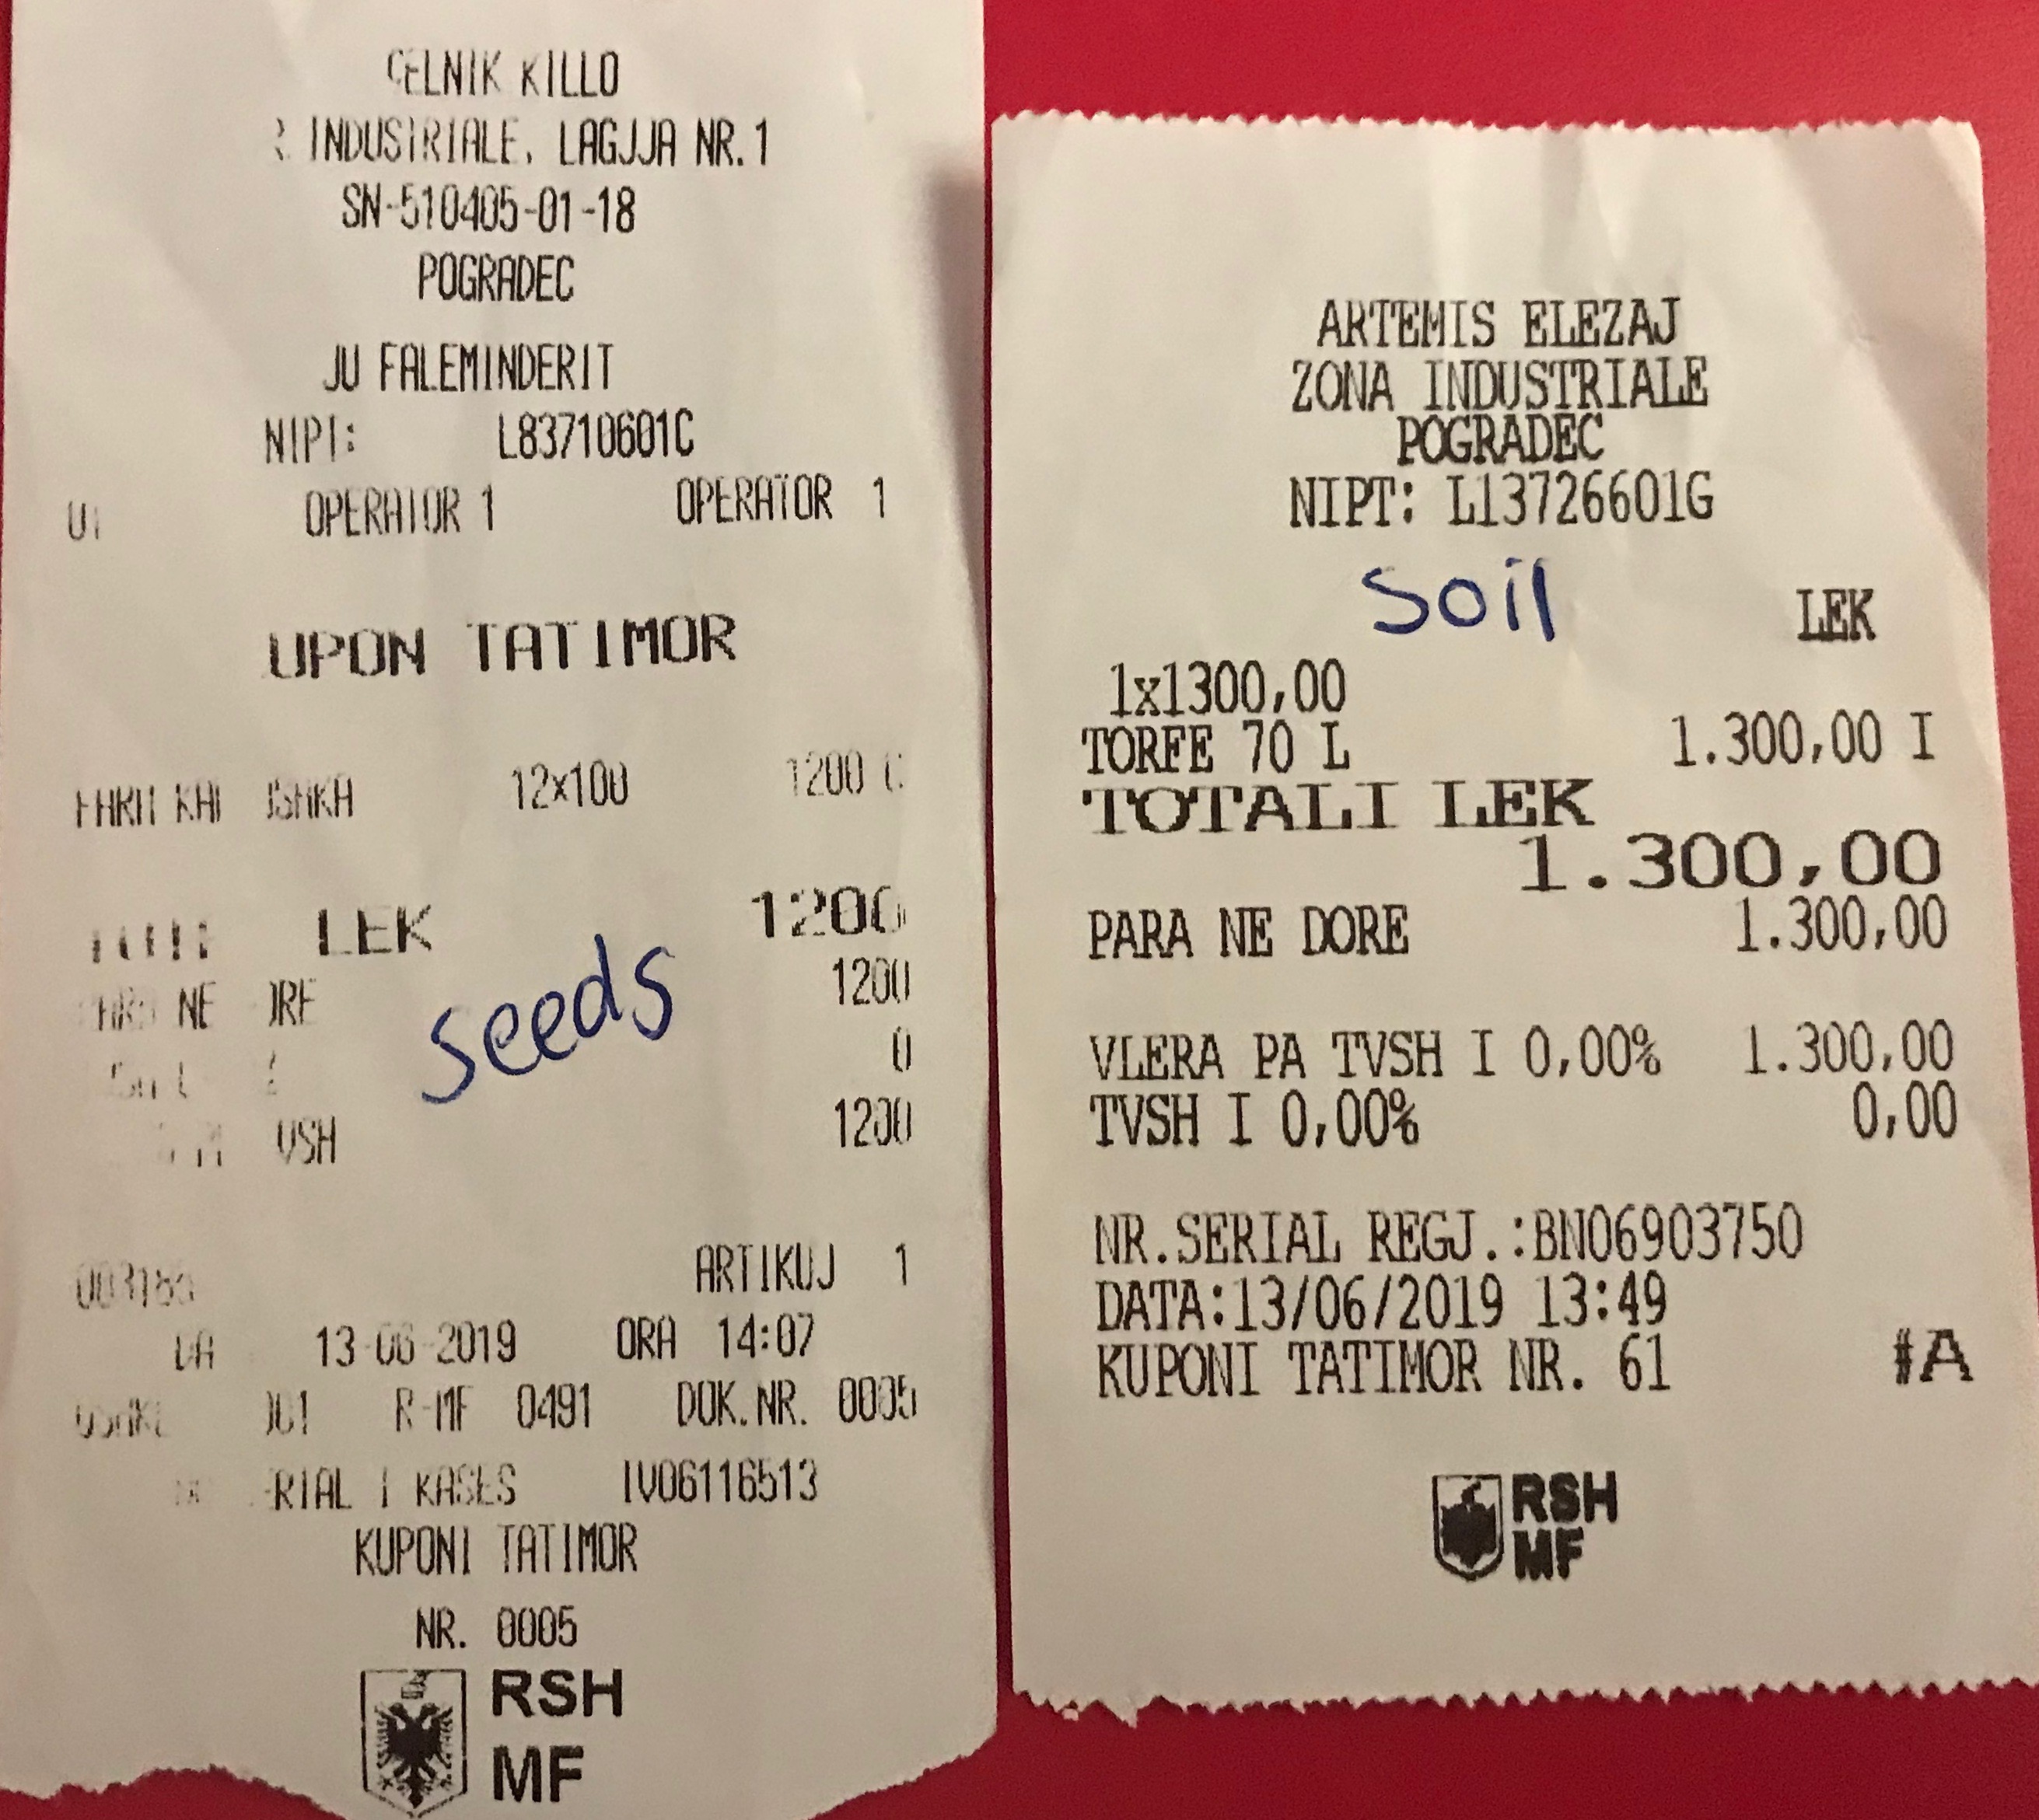 CELNIK KILLO
R. INDUSTRIALE, LAGJJA NR.1
SN-510405-01-18
POGRADEC
JU FALEMINDERIT
NIPT: L83710601C
OPERATOR 1 OPERATOR 1
UPON TATIMOR
12x100 1200
LEK 1200
NE 1200
seeds
0
VSH 1200
ARTIKUJ 1
13-06-2019 ORA 14:07
R-MF 0491 DOK.NR. 0005
RIAL I KASES IV06116513
KUPONI TATIMOR
NR. 0005
RSH
MF
ARTEMIS ELEZAJ
ZONA INDUSTRIALE
POGRADEC
NIPT: L13726601G
soil
LEK
1x1300,00
TORFE 70 L 1.300,00 I
TOTALI LEK
1.300,00
PARA NE DORE 1.300,00
VLERA PA TVSH I 0,00% 1.300,00
TVSH I 0,00% 0,00
NR.SERIAL REGJ.:BN06903750
DATA:13/06/2019 13:49
KUPONI TATIMOR NR. 61 #A
RSH
MF